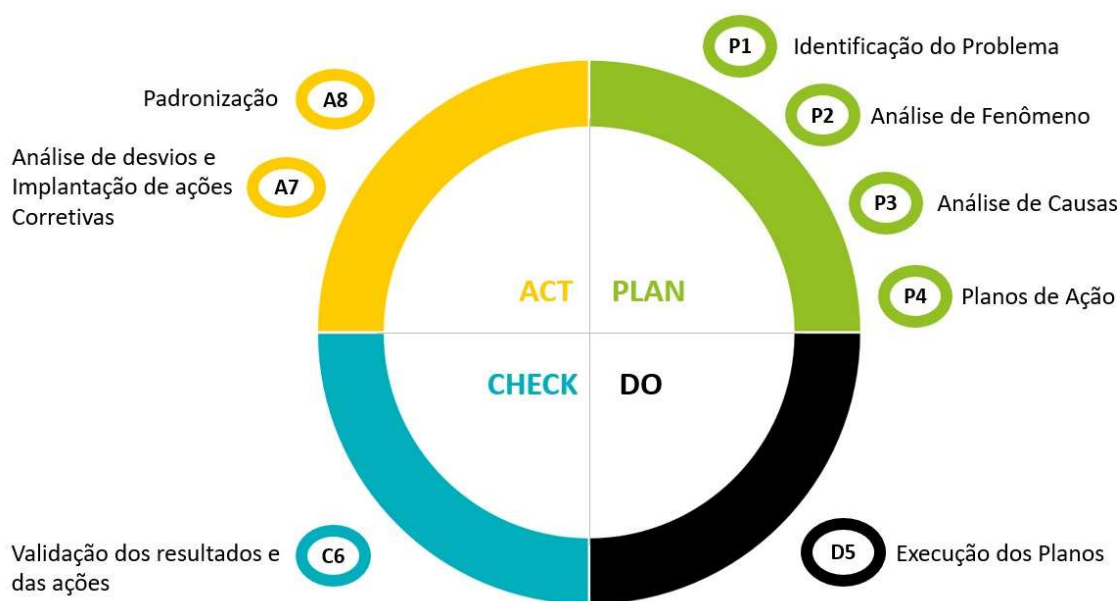 P1 Identificação do Problema
P2 Análise de Fenômeno
P3 Análise de Causas
P4 Planos de Ação
D5 Execução dos Planos
C6 Validação dos resultados e
das ações
A7 Análise de desvios e
Implantação de ações
Corretivas
A8 Padronização
ACT PLAN
CHECK DO